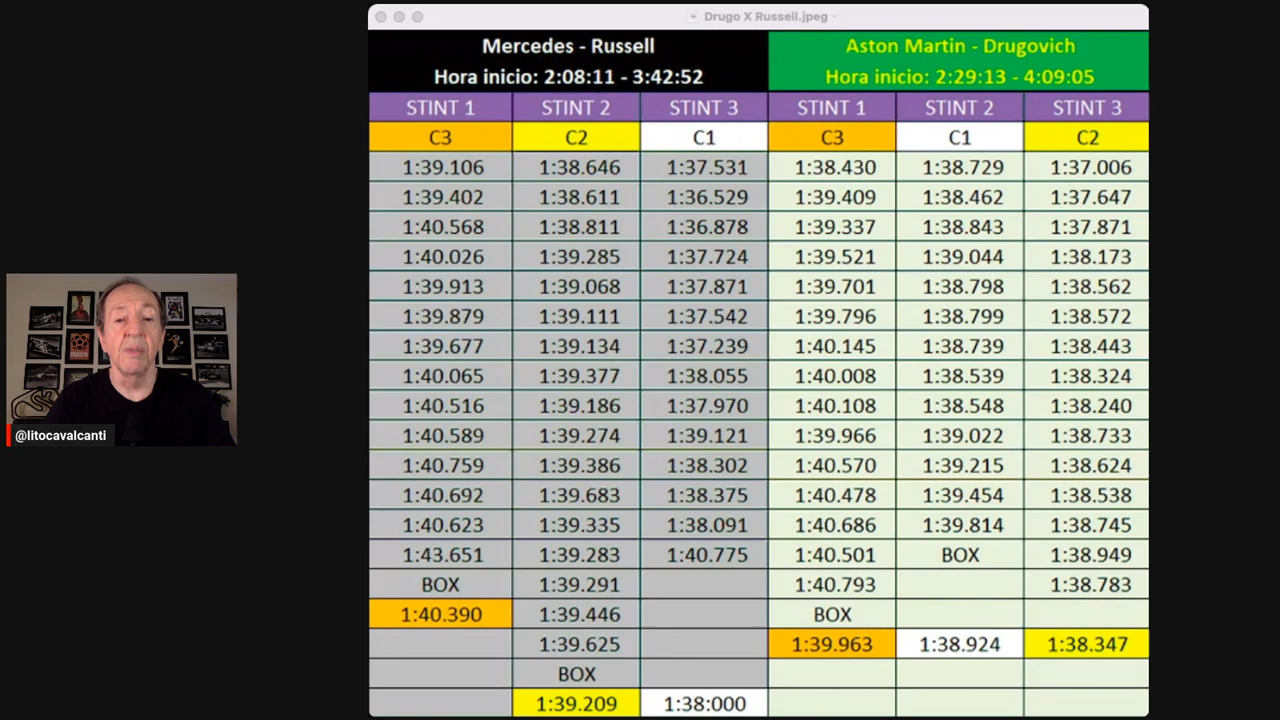 Drugo X Russell.jpeg
Mercedes - Russell Aston Martin - Drugovich
Hora inicio: 2:08:11 - 3:42:52 Hora inicio: 2:29:13 - 4:09:05
STINT 1 STINT 2 STINT 3 STINT 1 STINT 2 STINT 3
C3 C2 C1 C3 C1 C2
1:39.106 1:38.646 1:37.531 1:38.430 1:38.729 1:37.006
1:39.402 1:38.611 1:36.529 1:39.409 1:38.462 1:37.647
1:40.568 1:38.811 1:36.878 1:39.337 1:38.843 1:37.871
1:40.026 1:39.285 1:37.724 1:39.521 1:39.044 1:38.173
1:39.913 1:39.068 1:37.871 1:39.701 1:38.798 1:38.562
1:39.879 1:39.111 1:37.542 1:39.796 1:38.799 1:38.572
1:39.677 1:39.134 1:37.239 1:40.145 1:38.739 1:38.443
1:40.065 1:39.377 1:38.055 1:40.008 1:38.539 1:38.324
1:40.516 1:39.186 1:37.970 1:40.108 1:38.548 1:38.240
1:40.589 1:39.274 1:39.121 1:39.966 1:39.022 1:38.733
1:40.759 1:39.386 1:38.302 1:40.570 1:39.215 1:38.624
1:40.692 1:39.683 1:38.375 1:40.478 1:39.454 1:38.538
1:40.623 1:39.335 1:38.091 1:40.686 1:39.814 1:38.745
1:43.651 1:39.283 1:40.775 1:40.501 BOX 1:38.949
BOX 1:39.291 1:40.793 1:38.783
1:40.390 1:39.446 BOX
1:39.625 1:39.963 1:38.924 1:38.347
BOX
1:39.209 1:38:000
@litocavalcanti